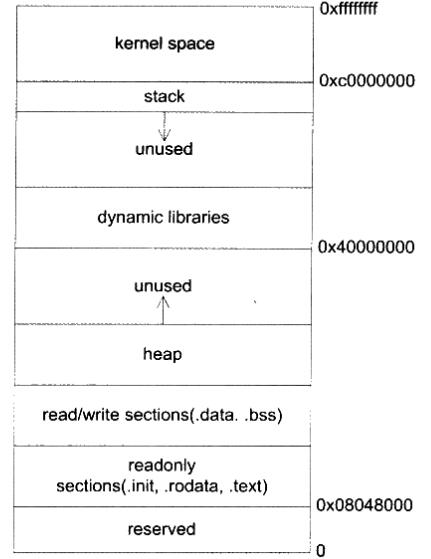 0xffffffff
kernel space
0xc0000000
stack
unused
dynamic libraries
0x40000000
unused
heap
read/write sections(.data. .bss)
readonly
sections(.init, .rodata, .text)
0x08048000
reserved
0